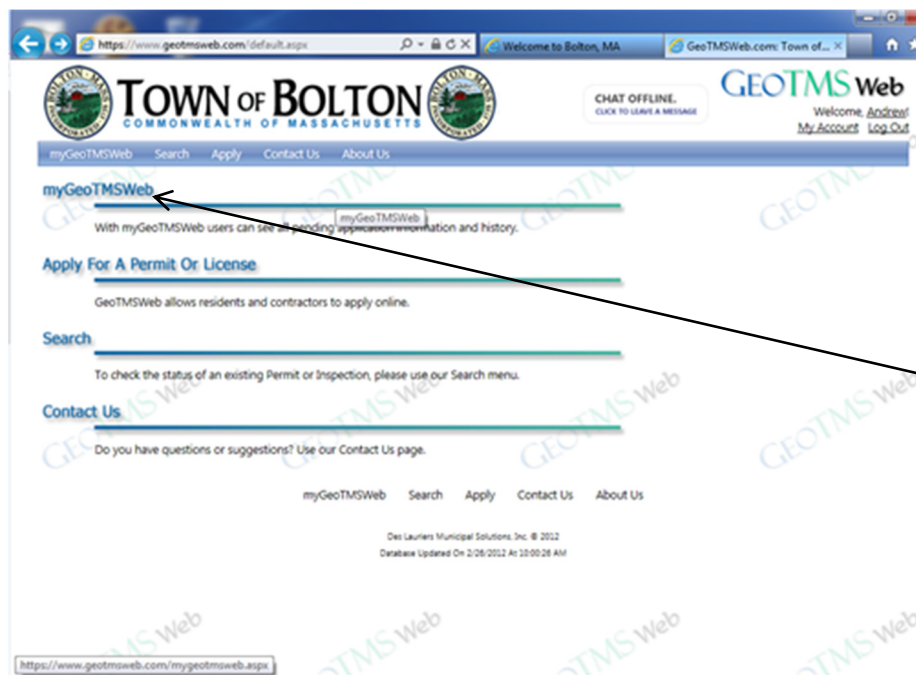 https://www.geotmsweb.com/default.aspx
Welcome to Bolton, MA
GeoTMSWeb.com: Town of...
BOLTON - MASS
INCORPORATED
TOWN OF BOLTON
COMMONWEALTH OF MASSACHUSETTS
CHAT OFFLINE.
CLICK TO LEAVE A MESSAGE
GEOTMS Web
Welcome, Andrew!
My Account Log Out
myGeoTMSWeb Search Apply Contact Us About Us
myGeoTMSWeb
myGeoTMSWeb
With myGeoTMSWeb users can see all pending application information and history.
Apply For A Permit Or License
GeoTMSWeb allows residents and contractors to apply online.
Search
To check the status of an existing Permit or Inspection, please use our Search menu.
Contact Us
Do you have questions or suggestions? Use our Contact Us page.
myGeoTMSWeb Search Apply Contact Us About Us
Des Lauriers Municipal Solutions, Inc. © 2012
Database Updated On 2/26/2012 At 10:00:26 AM
https://www.geotmsweb.com/mygeotmsweb.aspx